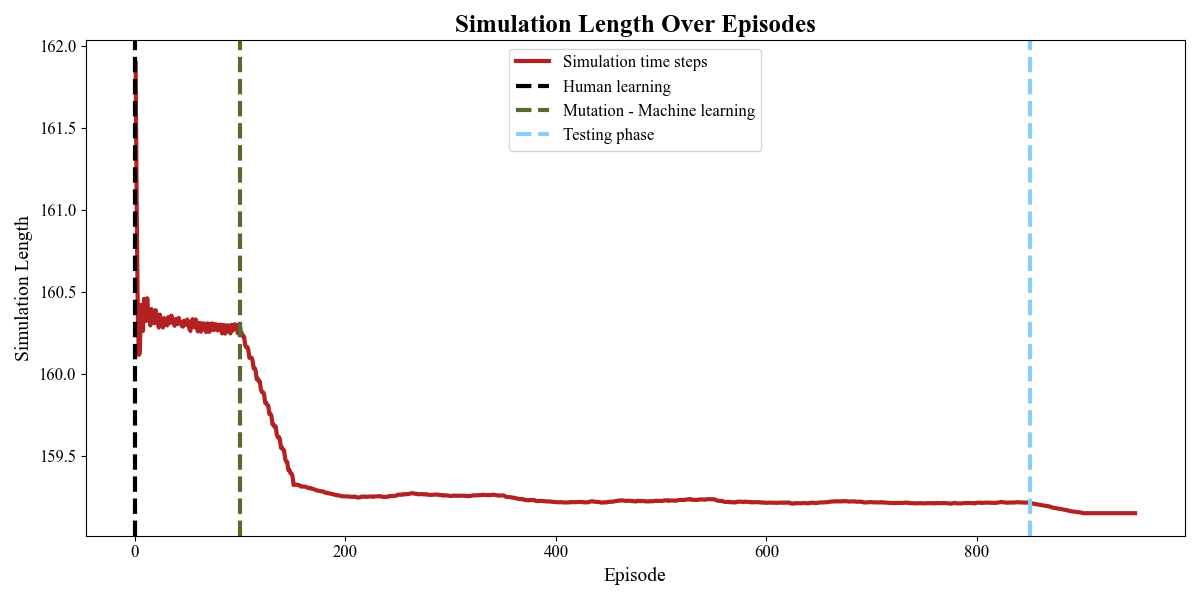 Simulation Length Over Episodes
162.0
161.5
161.0
160.5
160.0
159.5
Simulation Length
Simulation time steps
Human learning
Mutation - Machine learning
Testing phase
0
200
400
600
800
Episode